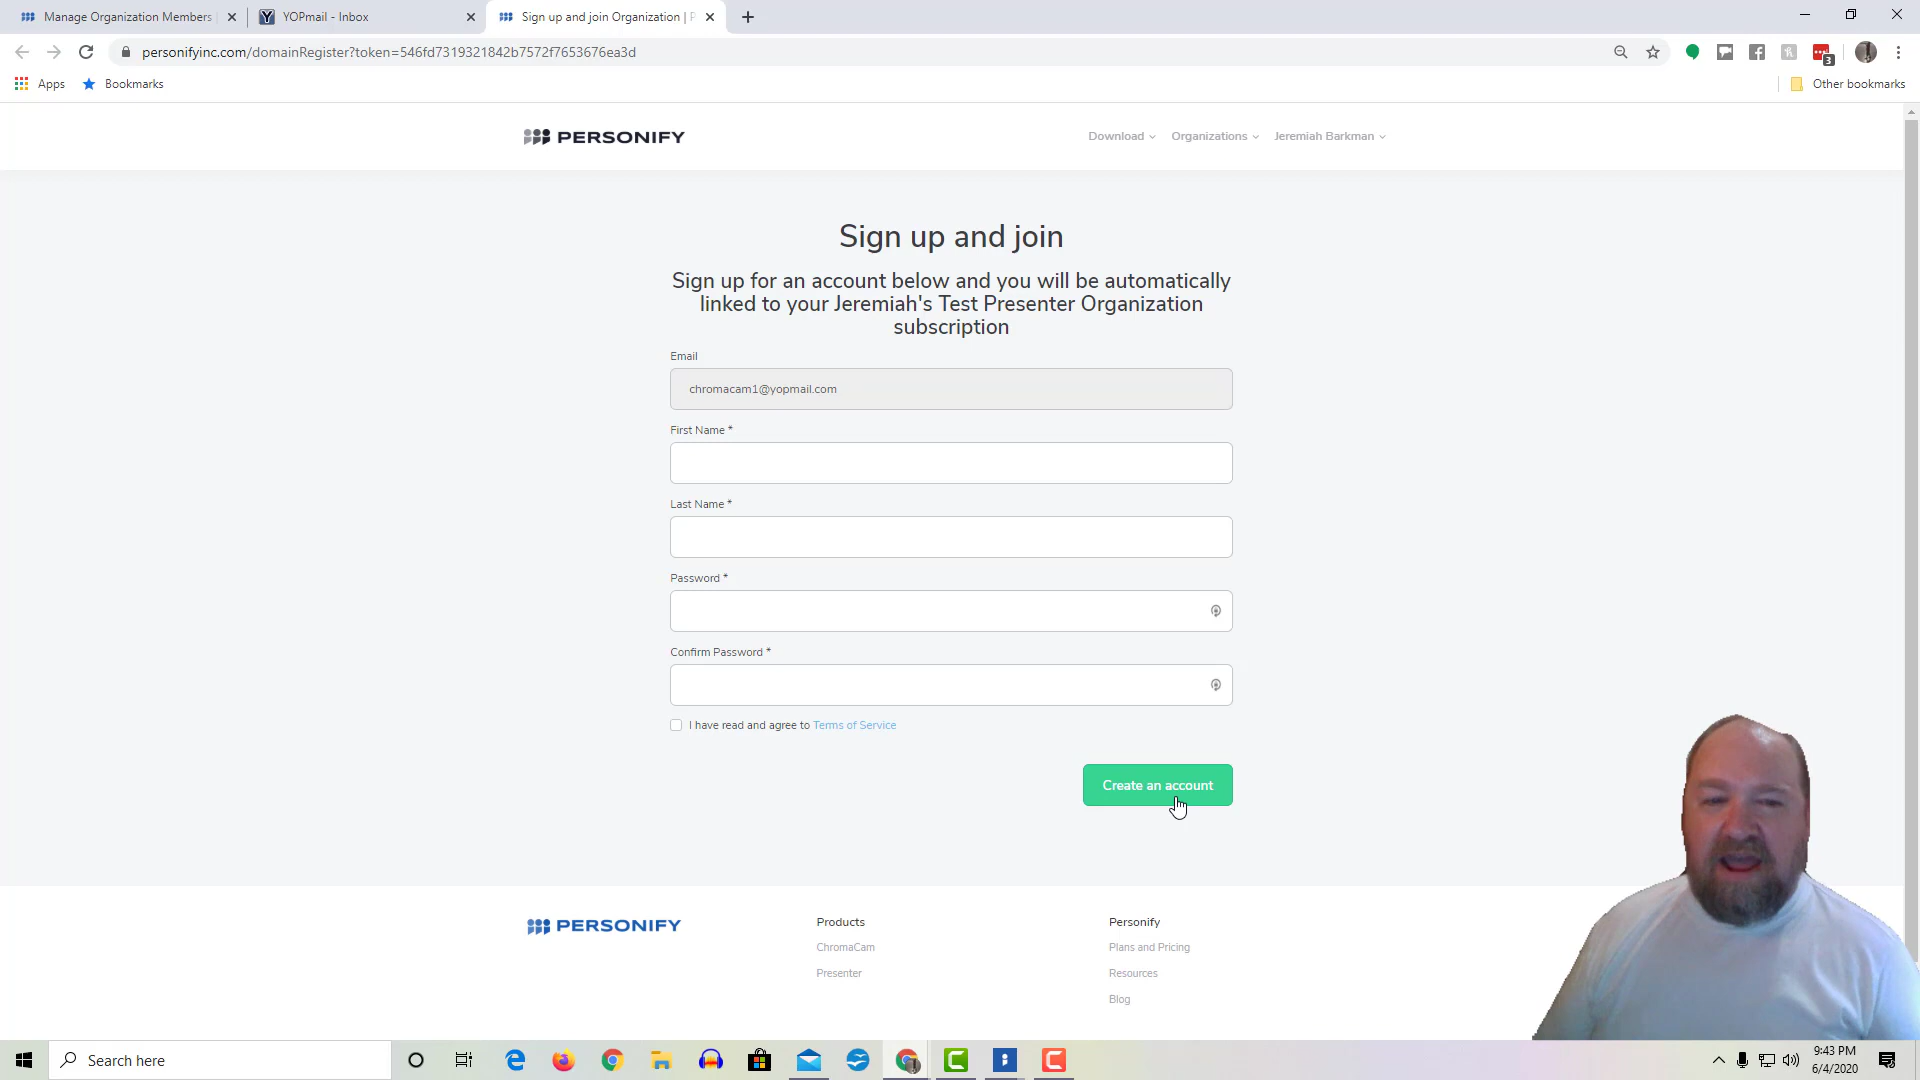 Manage Organization Members
YOPmail - Inbox
Sign up and join Organization | P
personifyinc.com/domainRegister?token=546fd7319321842b7572f7653676ea3d
3
Apps
Bookmarks
Other bookmarks
PERSONIFY
Download
Organizations
Jeremiah Barkman
Sign up and join
Sign up for an account below and you will be automatically
linked to your Jeremiah's Test Presenter Organization
subscription
Email
chromacam1@yopmail.com
First Name *
Last Name *
Password *
Confirm Password *
I have read and agree to Terms of Service
Create an account
PERSONIFY
Products
ChromaCam
Presenter
Personify
Plans and Pricing
Resources
Blog
Search here
9:43 PM
6/4/2020